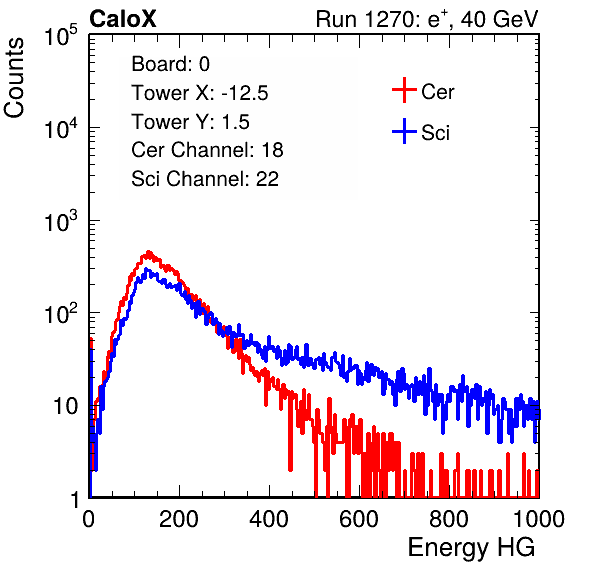 CaloX Run 1270: e⁺, 40 GeV
Counts
Board: 0
Tower X: -12.5
Tower Y: 1.5
Cer Channel: 18
Sci Channel: 22
Cer
Sci
10⁵
10⁴
10³
10²
10
1
0 200 400 600 800 1000
Energy HG